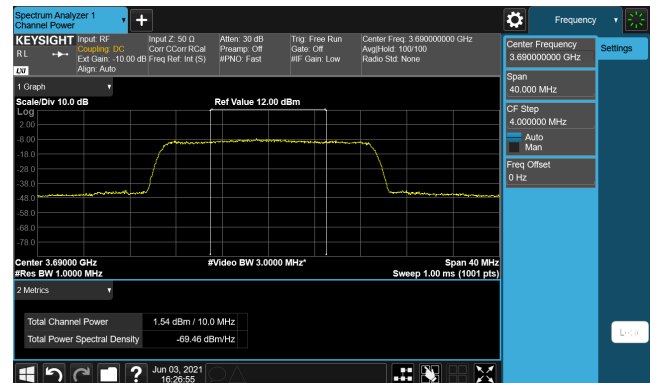 Spectrum Analyzer 1
Channel Power
Frequency
KEYSIGHT
RL
LXI
Input: RF
Coupling: DC
Ext Gain: -10.00 dB
Align: Auto
Input Z: 50 Ω
Corr CCorr RCal
Freq Ref: Int (S)
Atten: 30 dB
Preamp: Off
#PNO: Fast
Trig: Free Run
Gate: Off
#IF Gain: Low
Center Freq: 3.690000000 GHz
Avg|Hold: 100/100
Radio Std: None
Center Frequency
3.690000000 GHz
Settings
Span
40.000 MHz
CF Step
4.000000 MHz
Auto
Man
Freq Offset
0 Hz
1 Graph
Scale/Div 10.0 dB
Ref Value 12.00 dBm
Log
2.00
-8.00
-18.0
-28.0
-38.0
-48.0
-58.0
-68.0
-78.0
Center 3.69000 GHz
#Video BW 3.0000 MHz*
Span 40 MHz
#Res BW 1.0000 MHz
Sweep 1.00 ms (1001 pts)
2 Metrics
Total Channel Power
1.54 dBm / 10.0 MHz
Total Power Spectral Density
-69.46 dBm/Hz
?
Jun 03, 2021
16:26:55